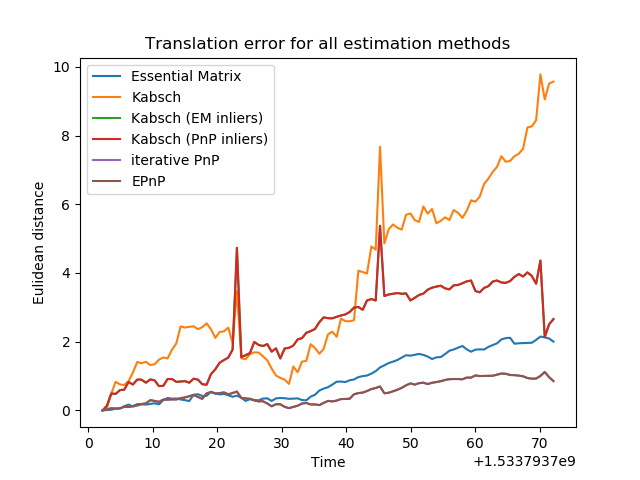 Translation error for all estimation methods
Essential Matrix
Kabsch
Kabsch (EM inliers)
Kabsch (PnP inliers)
iterative PnP
EPnP
Eulidean distance
10
8
6
4
2
0
0 10 20 30 40 50 60 70
Time
+1.5337937e9